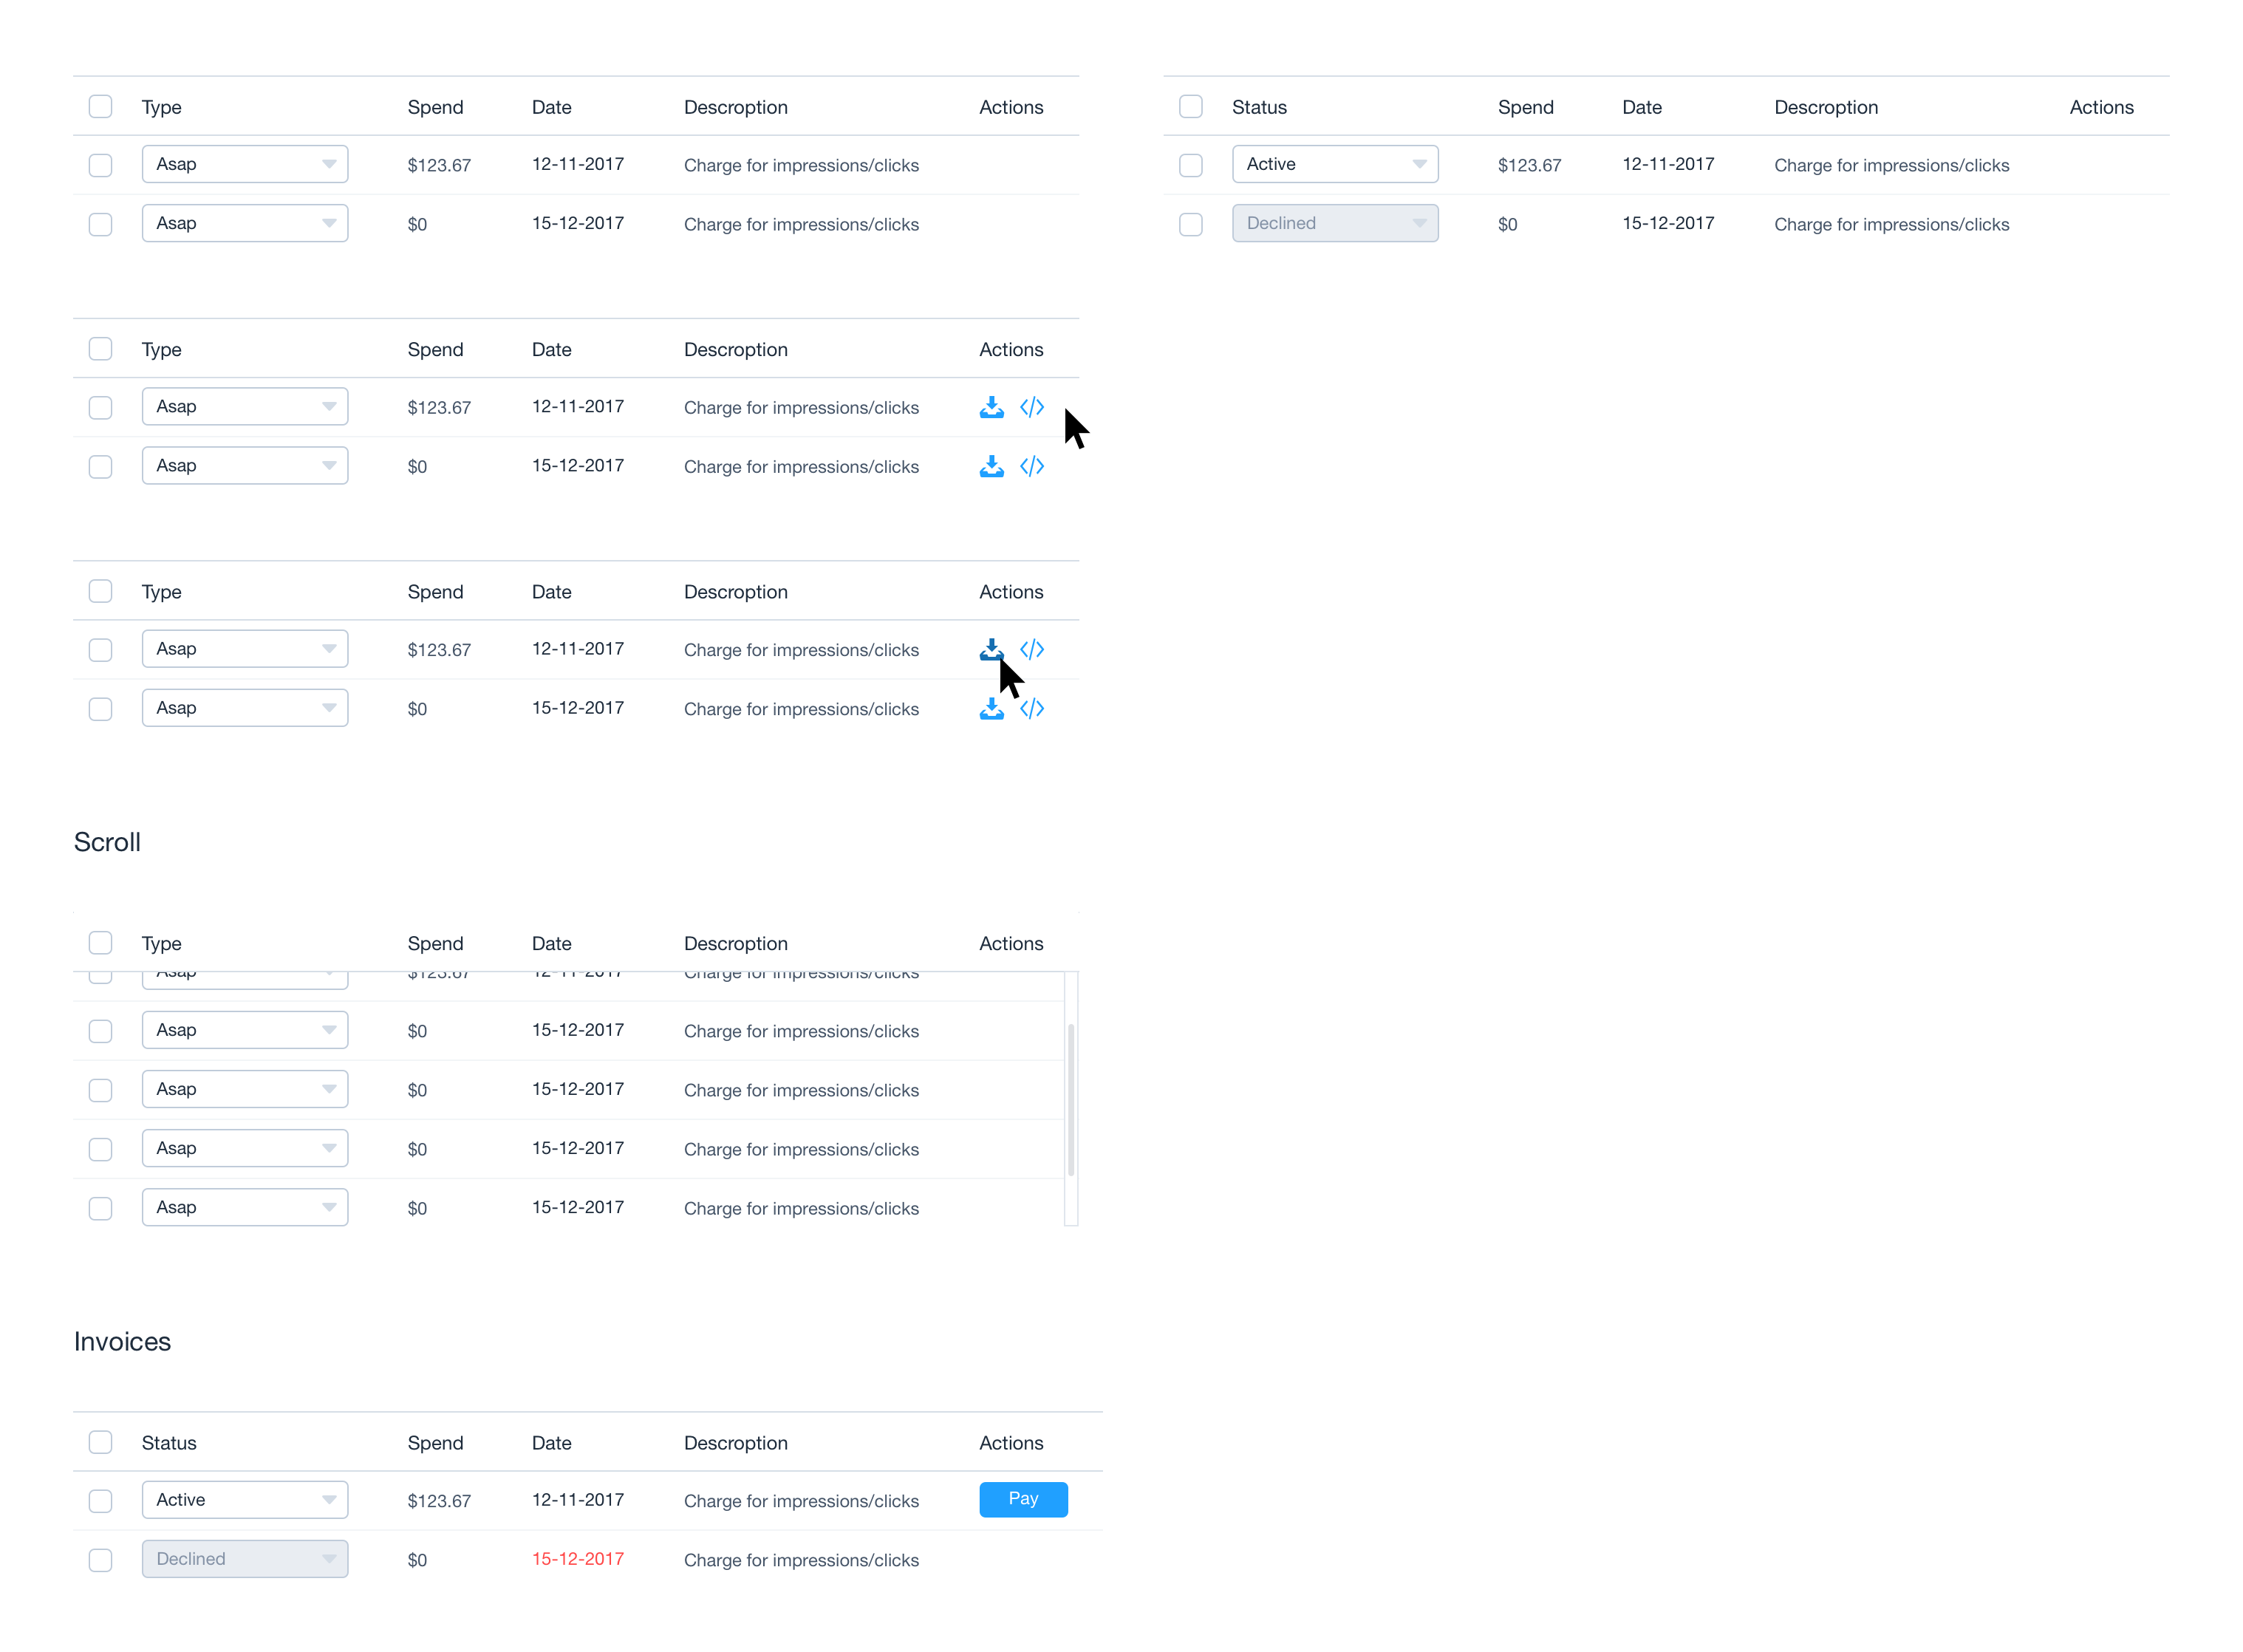 Type Spend Date Descroption Actions
Asap $123.67 12-11-2017 Charge for impressions/clicks
Asap $0 15-12-2017 Charge for impressions/clicks
Status Spend Date Descroption Actions
Active $123.67 12-11-2017 Charge for impressions/clicks
Declined $0 15-12-2017 Charge for impressions/clicks
Type Spend Date Descroption Actions
Asap $123.67 12-11-2017 Charge for impressions/clicks
Asap $0 15-12-2017 Charge for impressions/clicks
Type Spend Date Descroption Actions
Asap $123.67 12-11-2017 Charge for impressions/clicks
Asap $0 15-12-2017 Charge for impressions/clicks
Scroll
Type Spend Date Descroption Actions
Asap $123.67 12-11-2017 Charge for impressions/clicks
Asap $0 15-12-2017 Charge for impressions/clicks
Asap $0 15-12-2017 Charge for impressions/clicks
Asap $0 15-12-2017 Charge for impressions/clicks
Asap $0 15-12-2017 Charge for impressions/clicks
Invoices
Status Spend Date Descroption Actions
Active $123.67 12-11-2017 Charge for impressions/clicks Pay
Declined $0 15-12-2017 Charge for impressions/clicks